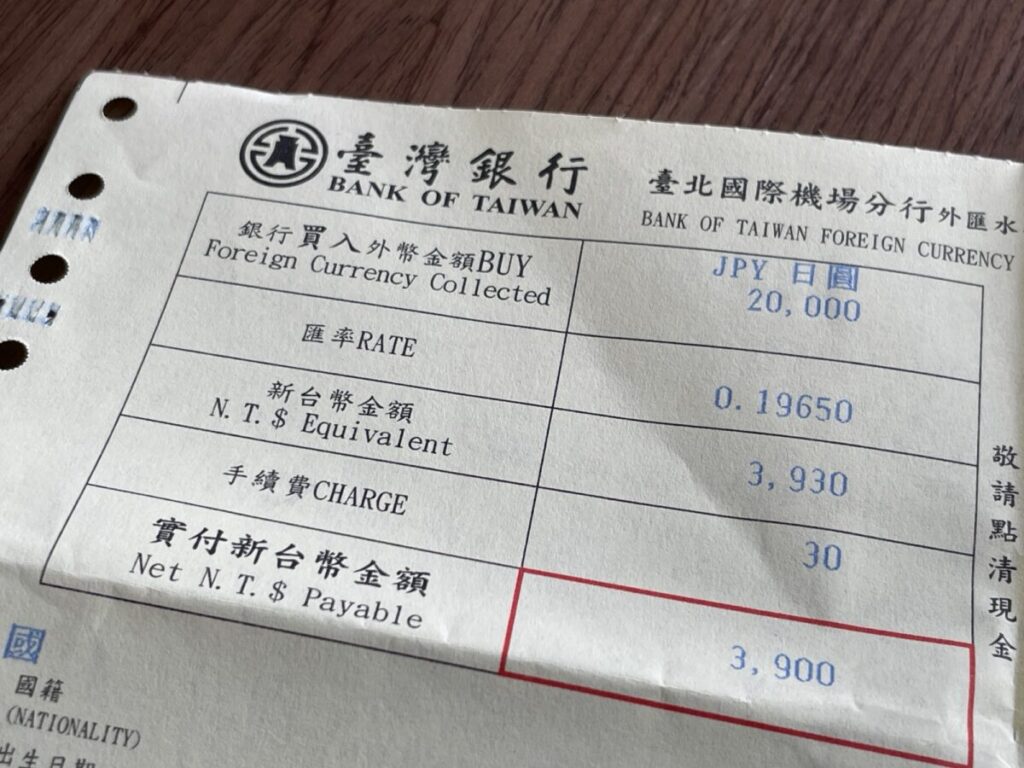 臺灣銀行
BANK OF TAIWAN
臺北國際機場分行外匯水
BANK OF TAIWAN FOREIGN CURRENCY
銀行買入外幣金額BUY
Foreign Currency Collected
JPY 日圓
20,000
匯率RATE
0.19650
新台幣金額
N.T.$ Equivalent
3,930
手續費CHARGE
30
實付新台幣金額
Net N.T.$ Payable
3,900
敬請點清現金
國
國籍
(NATIONALITY)
出生日期